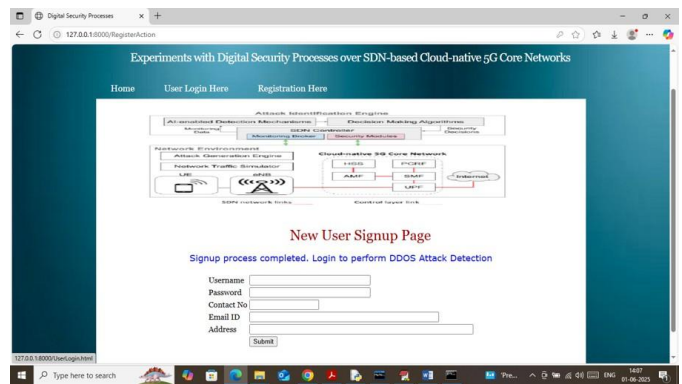 Digital Security Processes
127.0.0.1:8000/RegisterAction
Experiments with Digital Security Processes over SDN-based Cloud-native 5G Core Networks
Home User Login Here Registration Here
Attack Identification Engine
AI-enabled Detection Mechanisms Decision Making Algorithms
Monitoring Data SDN Controller Security Decisions
Monitoring Broker Security Modules
Network Environment
Attack Generation Engine Cloud-native 5G Core Network
Network Traffic Simulator HSS PCRF
UE eNB AMF SMF Internet
UPF
SDN network links Control layer link
New User Signup Page
Signup process completed. Login to perform DDOS Attack Detection
Username
Password
Contact No
Email ID
Address
Submit
127.0.0.1:8000/UserLogin.html
Type here to search
'Pre...
ENG
14:07
01-06-2025